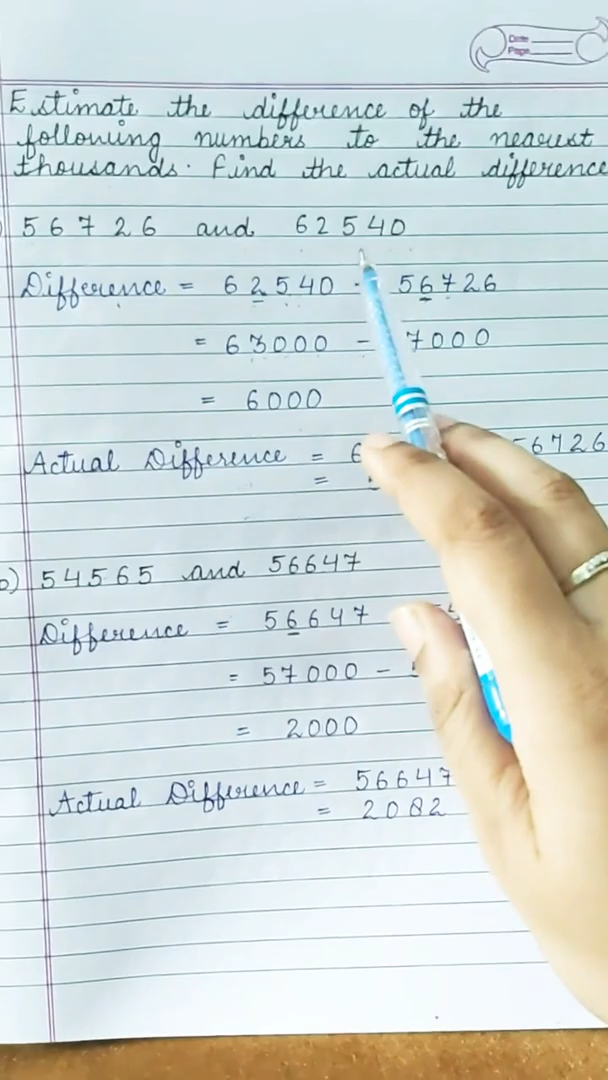 Date
Page
Estimate the difference of the
following numbers to the nearest
thousands. Find the actual difference
56726 and 62540
Difference = 62540 - 56726
= 63000 - 7000
= 6000
Actual Difference = 6 56726
=
b) 54565 and 56647
Difference = 56647
= 57000 -
= 2000
Actual Difference = 56647
= 2082